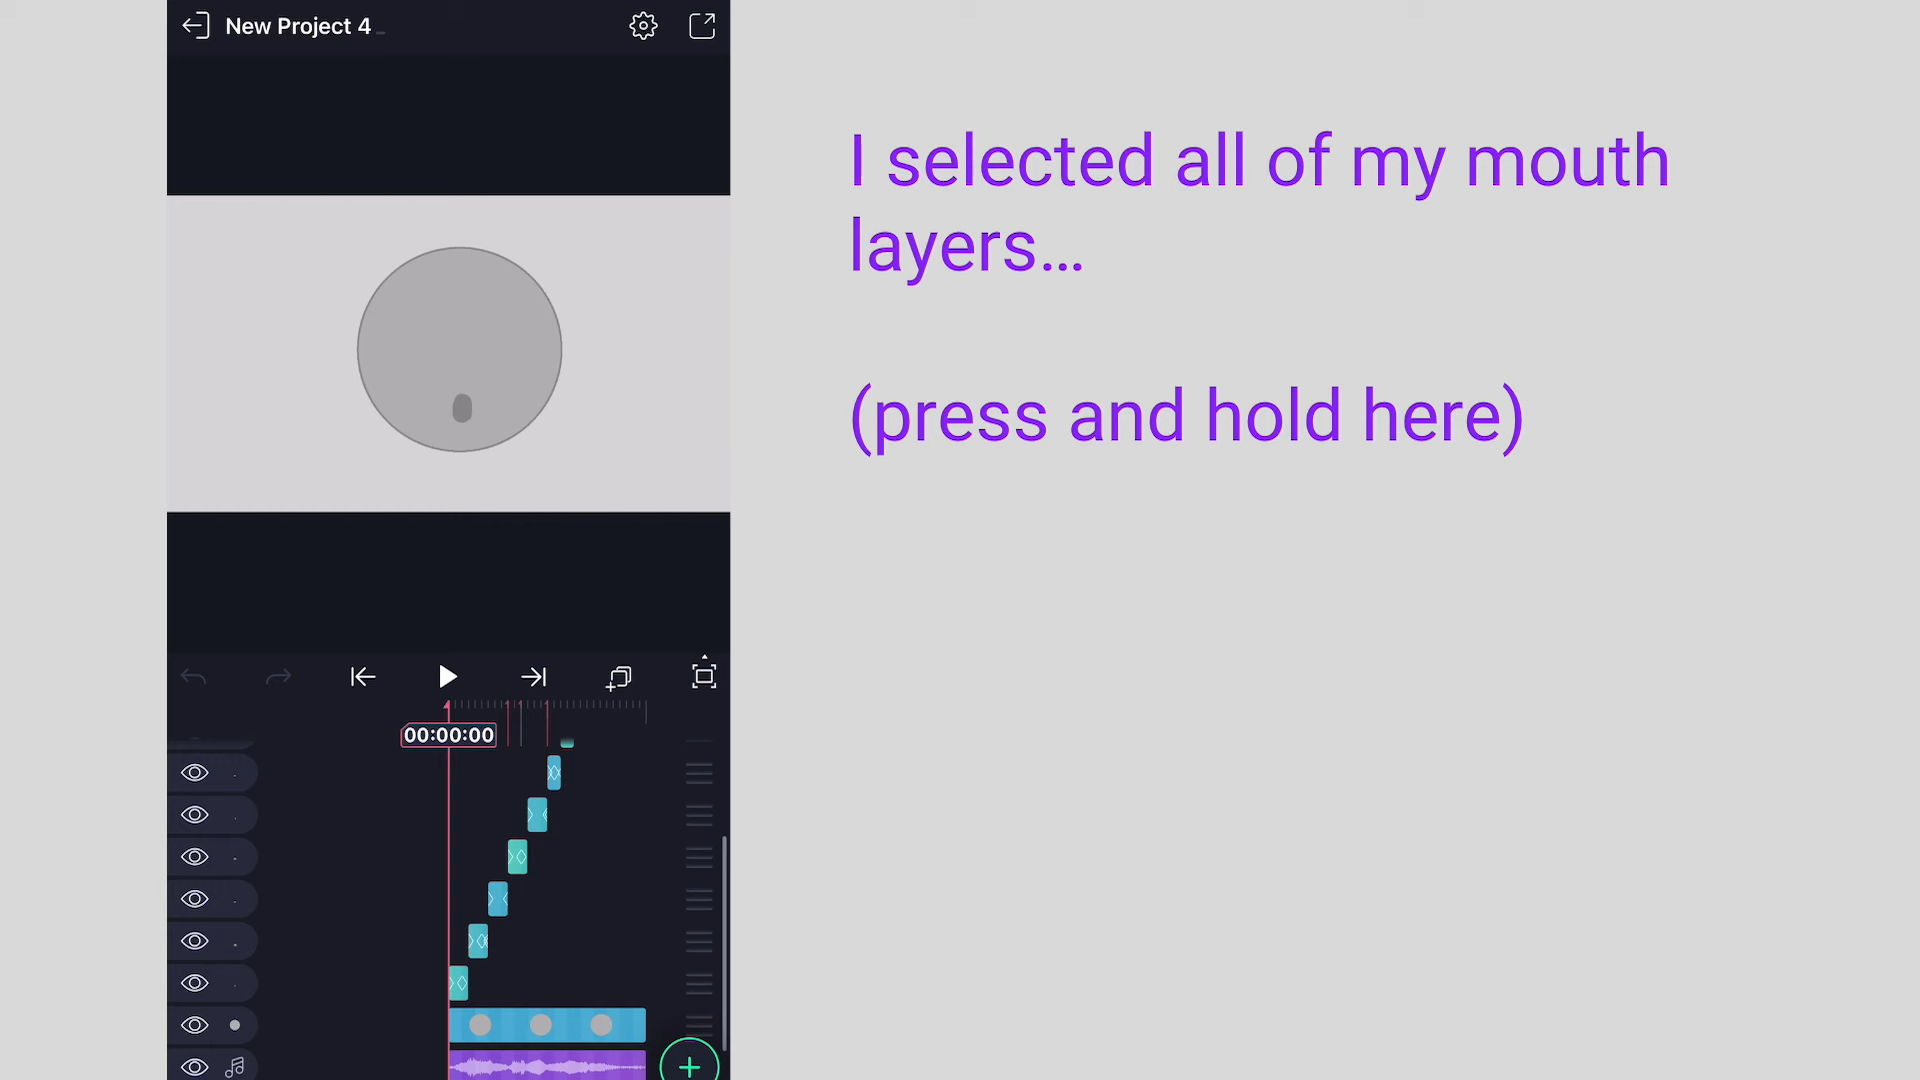 New Project 4
I selected all of my mouth
layers...
(press and hold here)
00:00:00